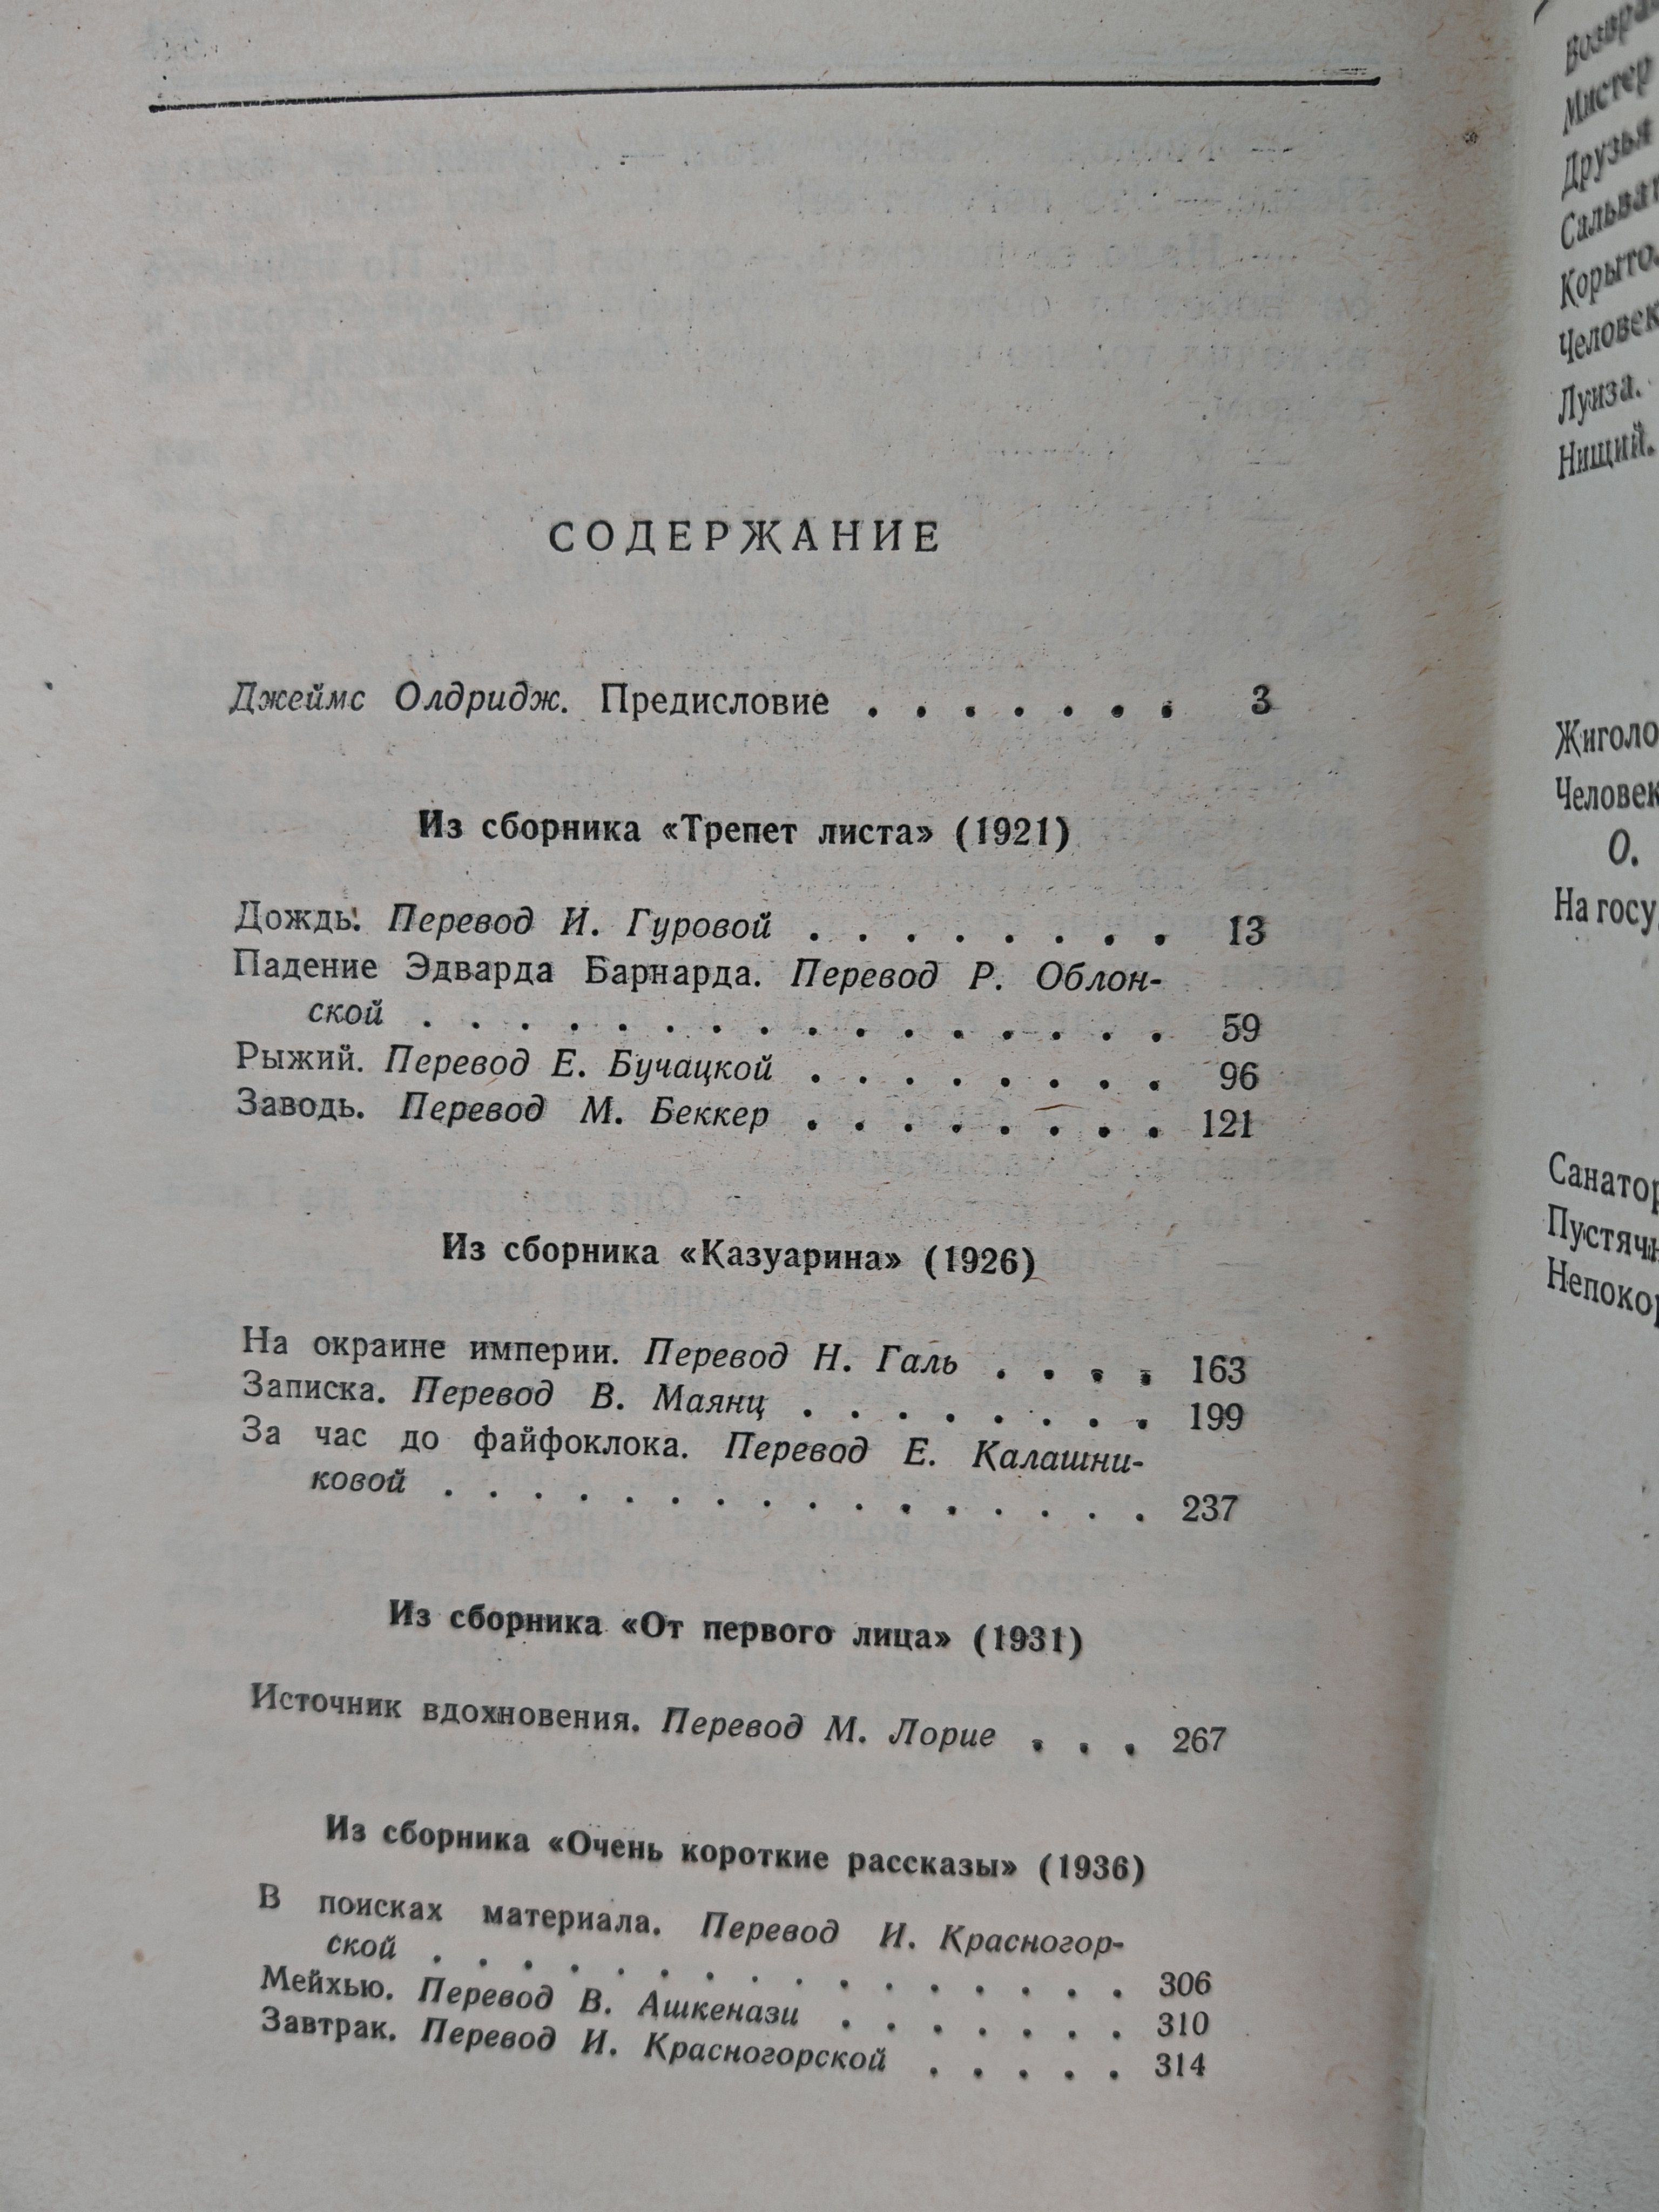 СОДЕРЖАНИЕ
Джеймс Олдридж. Предисловие . . . . . . . 3
Из сборника «Трепет листа» (1921)
Дождь. Перевод И. Гуровой . . . . . . . . 13
Падение Эдварда Барнарда. Перевод Р. Облон-
ской . . . . . . . . . . . . . . . . 59
Рыжий. Перевод Е. Бучацкой . . . . . . . . 96
Заводь. Перевод М. Беккер . . . . . . . . 121
Из сборника «Казуарина» (1926)
На окраине империи. Перевод Н. Галь . . . . 163
Записка. Перевод В. Маянц . . . . . . . . 199
За час до файфоклока. Перевод Е. Калашни-
ковой . . . . . . . . . . . . . . . . 237
Из сборника «От первого лица» (1931)
Источник вдохновения. Перевод М. Лорие . . . 267
Из сборника «Очень короткие рассказы» (1936)
В поисках материала. Перевод И. Красногор-
ской . . . . . . . . . . . . . . . . 306
Мейхью. Перевод В. Ашкенази . . . . . . . 310
Завтрак. Перевод И. Красногорской . . . . . 314
Мистер
Друзья
Корыто.
Человек
Луиза.
Нищий.
Жиголо
Человек
О.
На